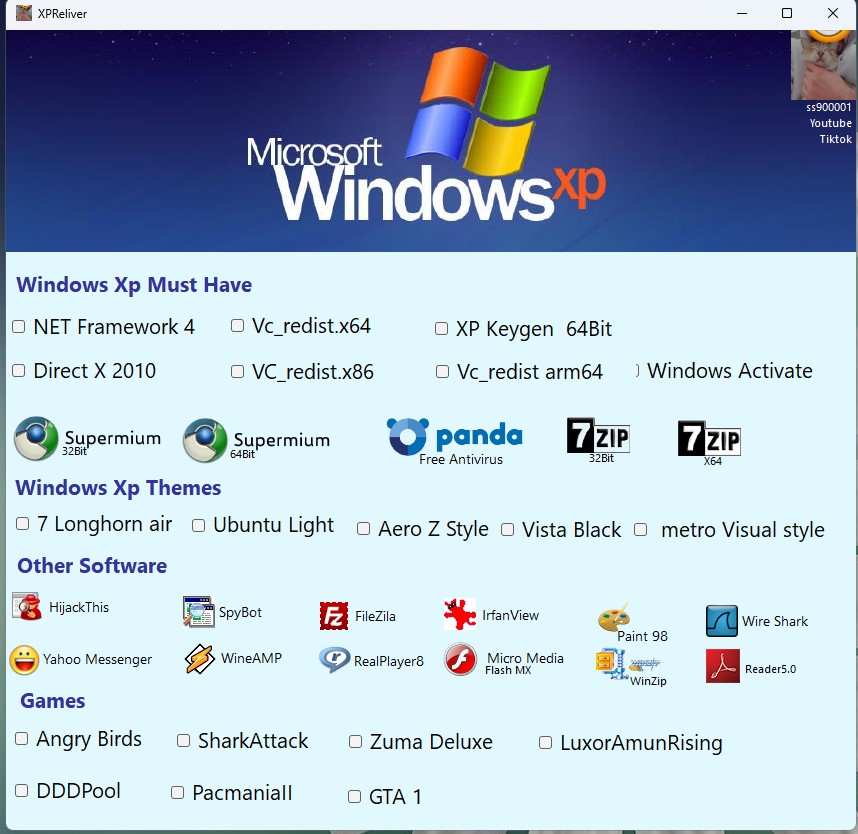 XPReliver
Microsoft
Windows xp
ss900001
Youtube
Tiktok
Windows Xp Must Have
NET Framework 4
Vc_redist.x64
XP Keygen 64Bit
Direct X 2010
VC_redist.x86
Vc_redist arm64
Windows Activate
Supermium
32Bit
Supermium
64Bit
panda
Free Antivirus
7ZIP
32Bit
7ZIP
X64
Windows Xp Themes
7 Longhorn air
Ubuntu Light
Aero Z Style
Vista Black
metro Visual style
Other Software
HijackThis
SpyBot
Fz
FileZila
IrfanView
Paint 98
Wire Shark
Yahoo Messenger
WineAMP
r
RealPlayer8
f
Micro Media
Flash MX
WinZip
Reader5.0
Games
Angry Birds
SharkAttack
Zuma Deluxe
LuxorAmunRising
DDDPool
PacmaniaII
GTA 1